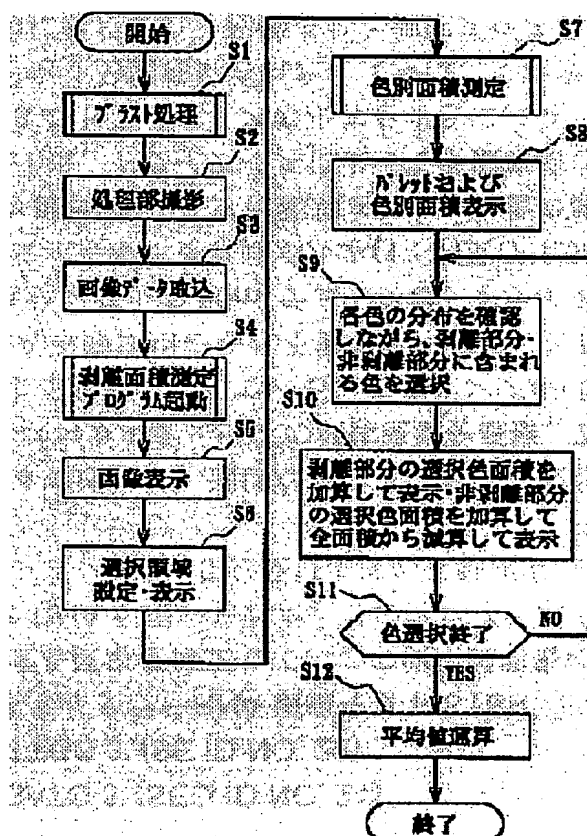 開始
S1
ブラスト処理
S2
処理部撮影
S3
画像データ取込
S4
剥離面積測定
プログラム起動
S5
画像表示
S6
選択領域
設定・表示
S7
色別面積測定
S8
パレットおよび
色別面積表示
S9
各色の分布を確認
しながら、剥離部分・
非剥離部分に含まれ
る色を選択
S10
剥離部分の選択色面積を
加算して表示・非剥離部分
の選択色面積を加算して
全面積から減算して表示
S11
色選択終了
NO
YES
S12
平均値演算
終了